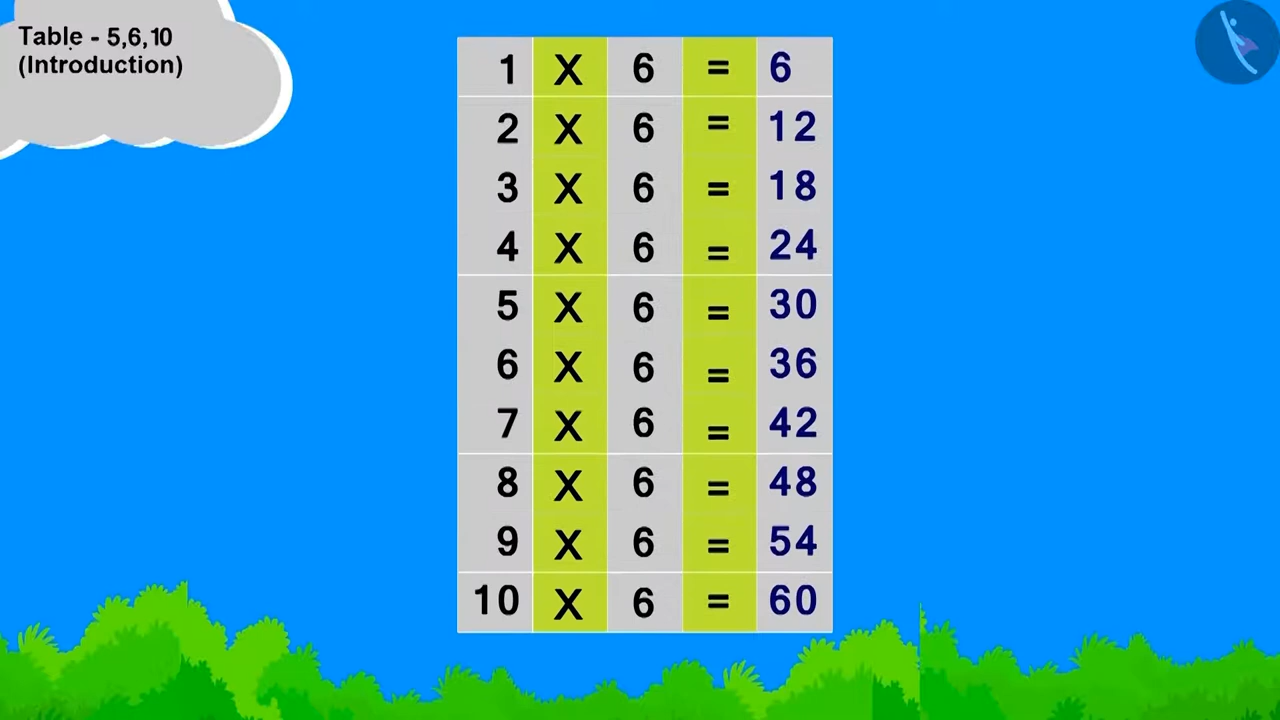 Table - 5,6,10
(Introduction)
1 X 6 = 6
2 X 6 = 12
3 X 6 = 18
4 X 6 = 24
5 X 6 = 30
6 X 6 = 36
7 X 6 = 42
8 X 6 = 48
9 X 6 = 54
10 X 6 = 60